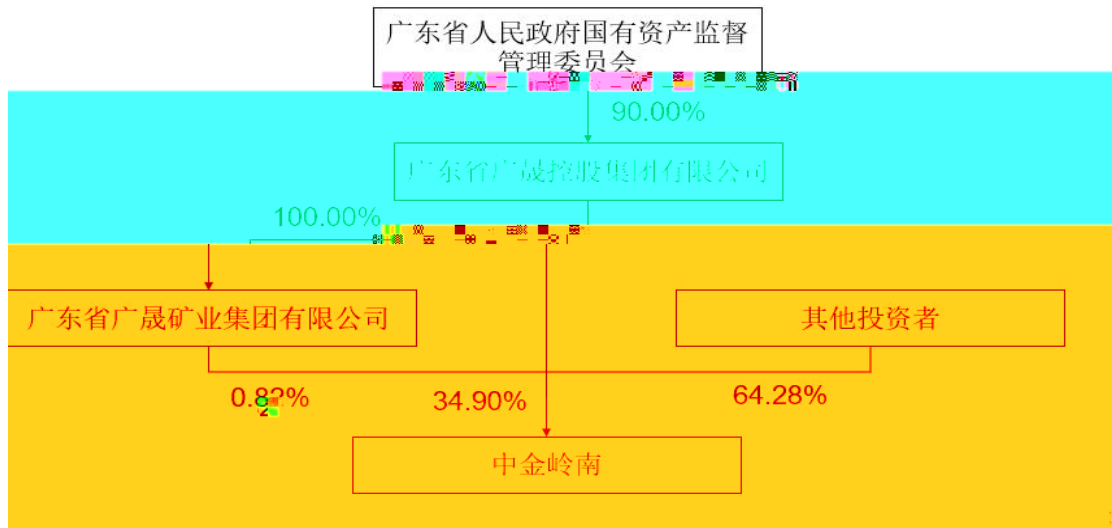 广东省人民政府国有资产监督
管理委员会
90.00%
广东省广晟控股集团有限公司
100.00%
广东省广晟矿业集团有限公司
其他投资者
0.82%
34.90%
64.28%
中金岭南